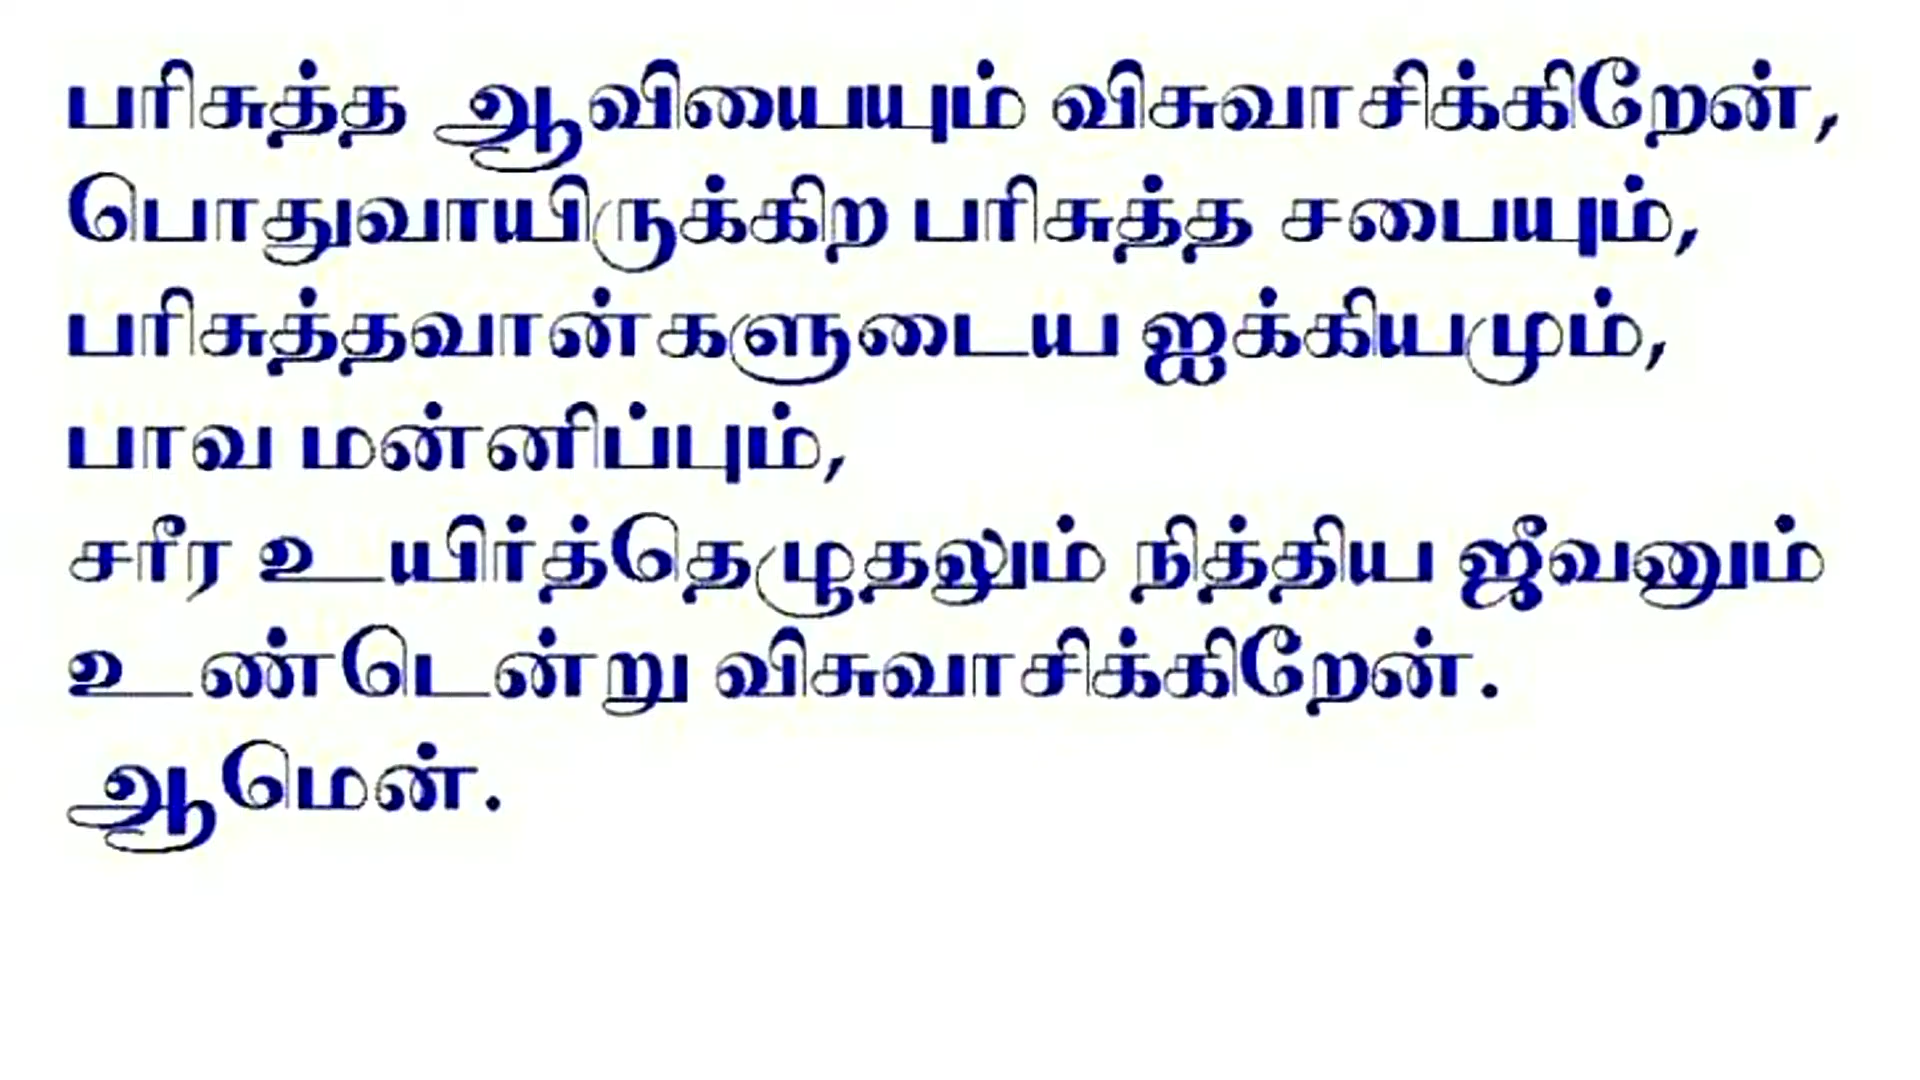 பரிசுத்த ஆவியையும் விசுவாசிக்கிறேன்,
பொதுவாயிருக்கிற பரிசுத்த சபையும்,
பரிசுத்தவான்களுடைய ஐக்கியமும்,
பாவ மன்னிப்பும்,
சரீர உயிர்த்தெழுதலும் நித்திய ஜீவனும்
உண்டென்று விசுவாசிக்கிறேன்.
ஆமென்.